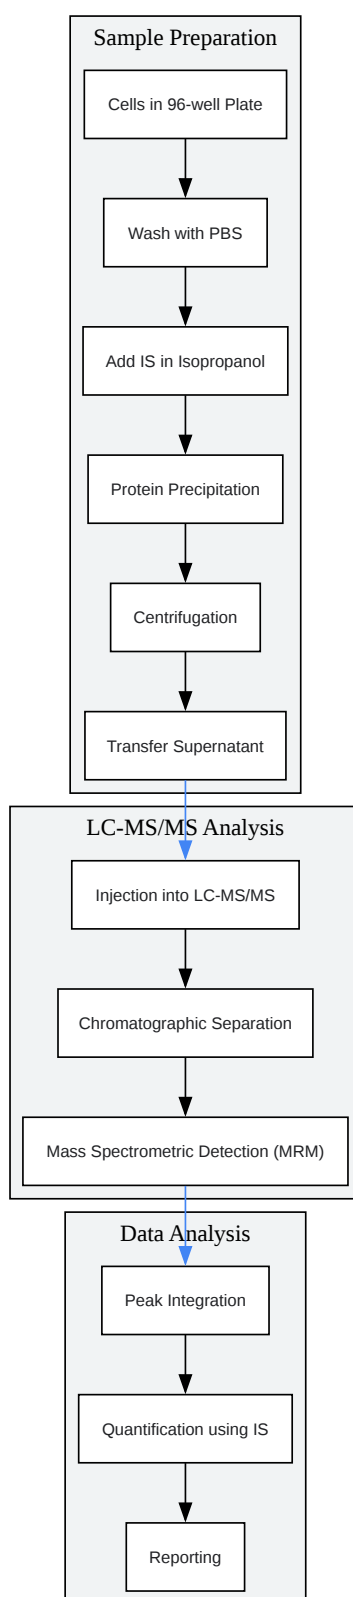 Sample Preparation
Cells in 96-well Plate
Wash with PBS
Add IS in Isopropanol
Protein Precipitation
Centrifugation
Transfer Supernatant
LC-MS/MS Analysis
Injection into LC-MS/MS
Chromatographic Separation
Mass Spectrometric Detection (MRM)
Data Analysis
Peak Integration
Quantification using IS
Reporting